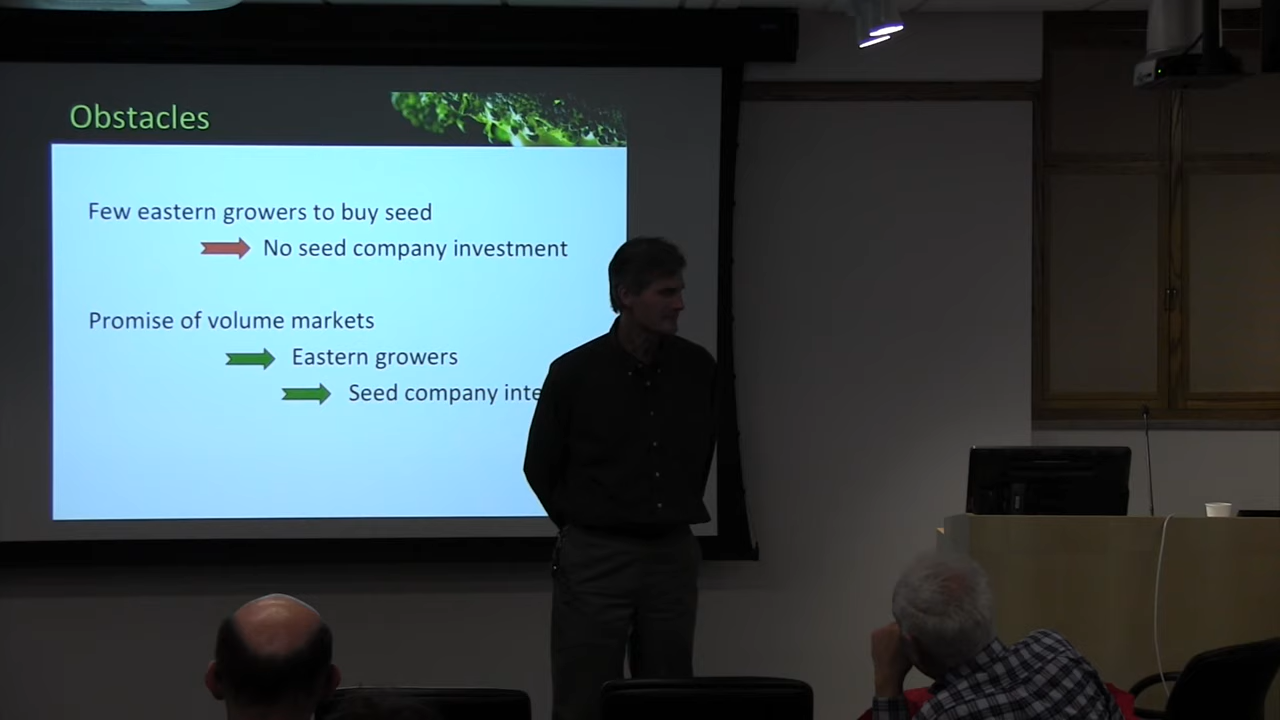 Obstacles
Few eastern growers to buy seed
No seed company investment
Promise of volume markets
Eastern growers
Seed company inte